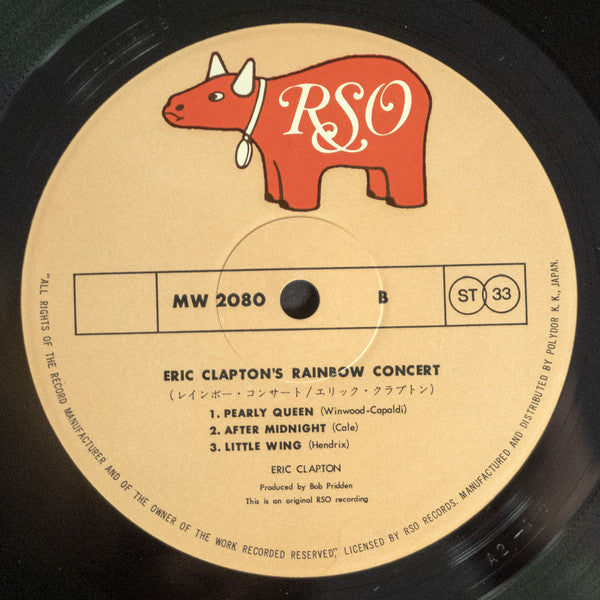 RSO
MW 2080
B
ST 33
ERIC CLAPTON'S RAINBOW CONCERT
(レインボー・コンサート/エリック・クラプトン)
1. PEARLY QUEEN (Winwood-Capaldi)
2. AFTER MIDNIGHT (Cale)
3. LITTLE WING (Hendrix)
ERIC CLAPTON
Produced by Bob Pridden
This is an original RSO recording
"ALL RIGHTS OF THE RECORD MANUFACTURER AND OF THE OWNER OF THE WORK RECORDED RESERVED", LICENSED BY RSO RECORDS, MANUFACTURED AND DISTRIBUTED BY POLYDOR K.K., JAPAN.